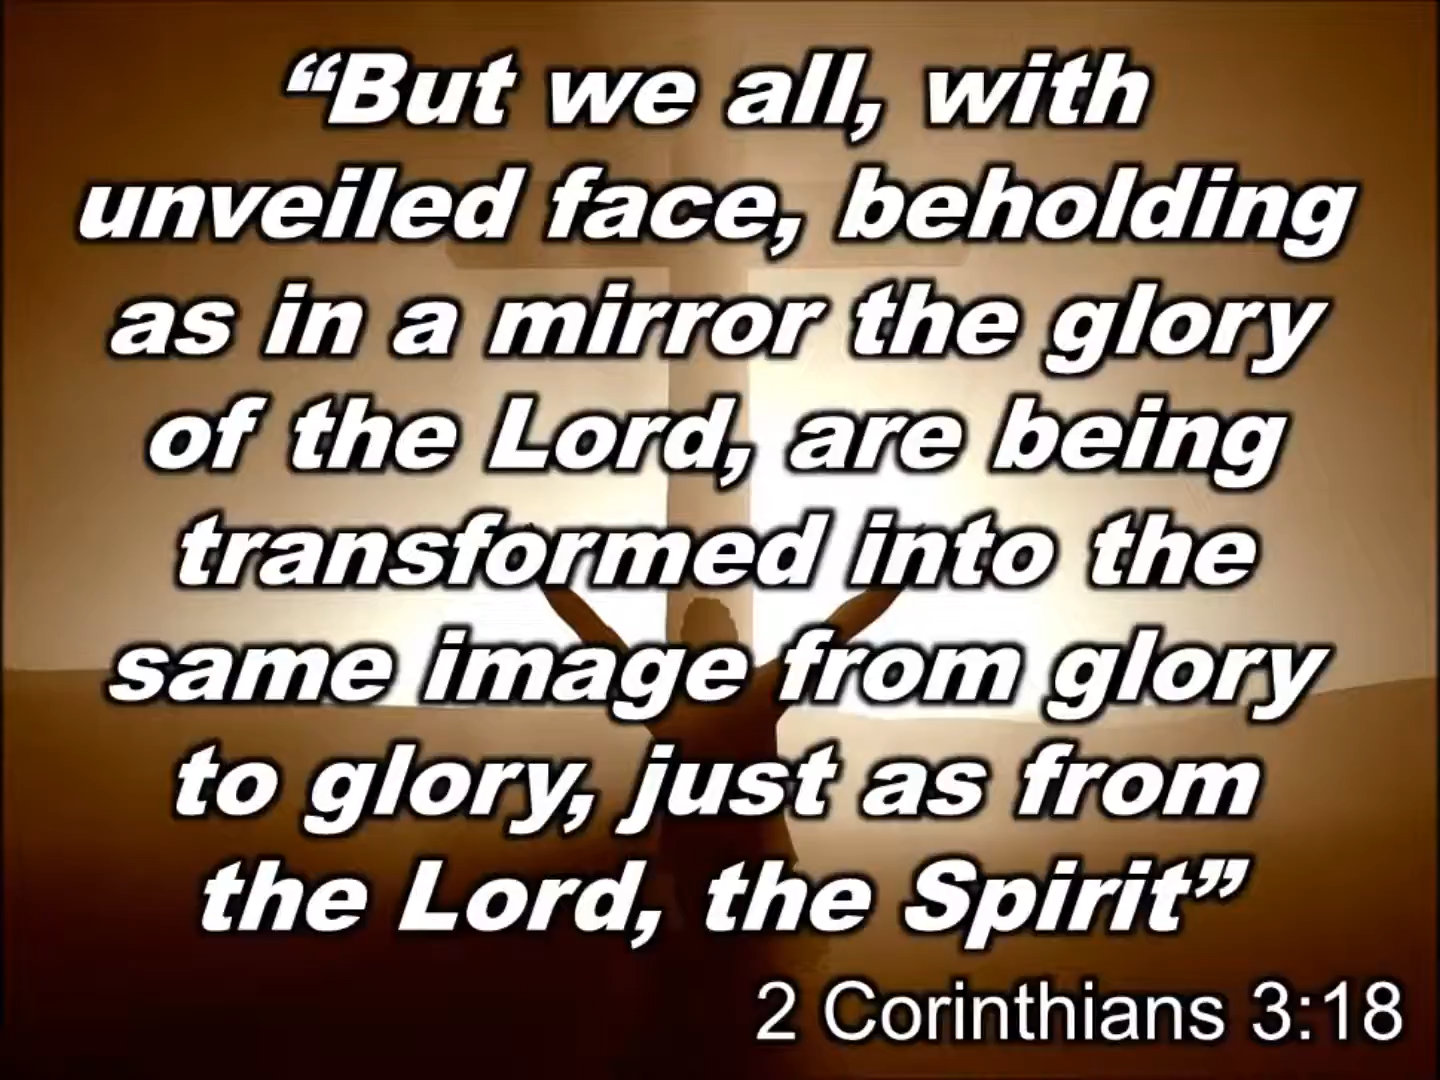 “But we all, with
unveiled face, beholding
as in a mirror the glory
of the Lord, are being
transformed into the
same image from glory
to glory, just as from
the Lord, the Spirit”
2 Corinthians 3:18